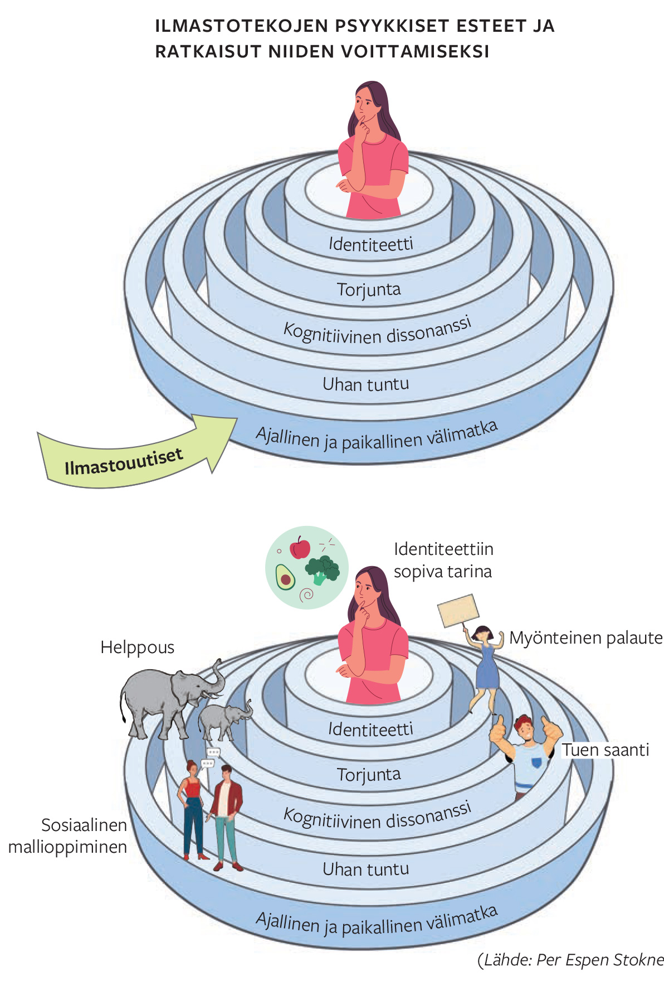 ILMASTOTEKOJEN PSYYKKISET ESTEET JA
RATKAISUT NIIDEN VOITTAMISEKSI
Identiteetti
Torjunta
Kognitiivinen dissonanssi
Uhan tuntu
Ajallinen ja paikallinen välimatka
Ilmastouutiset
Identiteettiin
sopiva tarina
Helppous
Myönteinen palaute
Identiteetti
Tuen saanti
Torjunta
Kognitiivinen dissonanssi
Sosiaalinen
mallioppiminen
Uhan tuntu
Ajallinen ja paikallinen välimatka
(Lähde: Per Espen Stokne